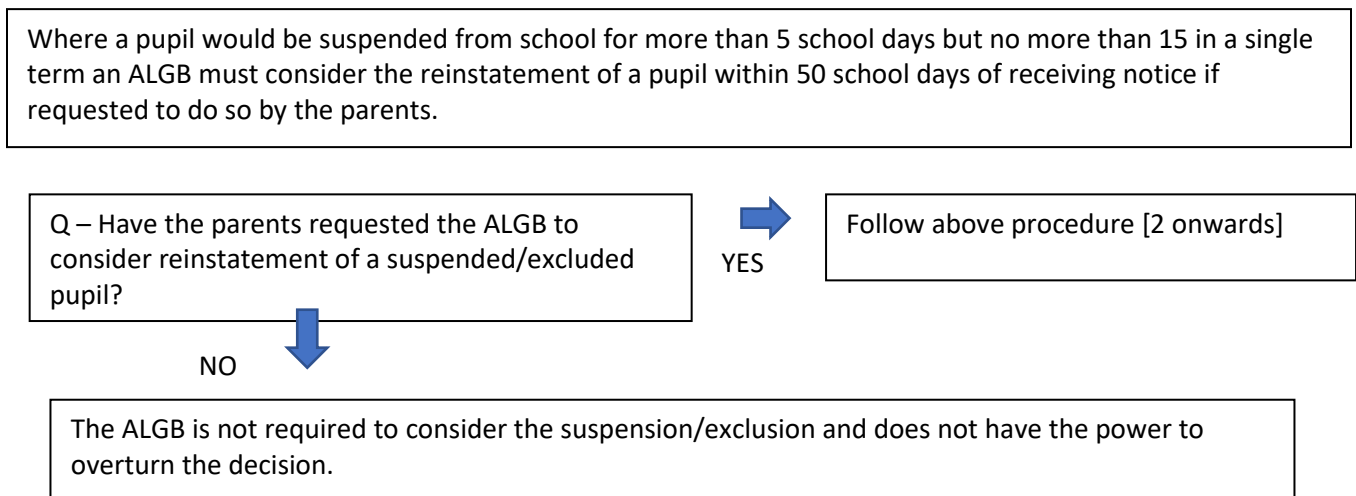 Where a pupil would be suspended from school for more than 5 school days but no more than 15 in a single
term an ALGB must consider the reinstatement of a pupil within 50 school days of receiving notice if
requested to do so by the parents.
Q – Have the parents requested the ALGB to
consider reinstatement of a suspended/excluded
pupil?
YES
Follow above procedure [2 onwards]
NO
The ALGB is not required to consider the suspension/exclusion and does not have the power to
overturn the decision.